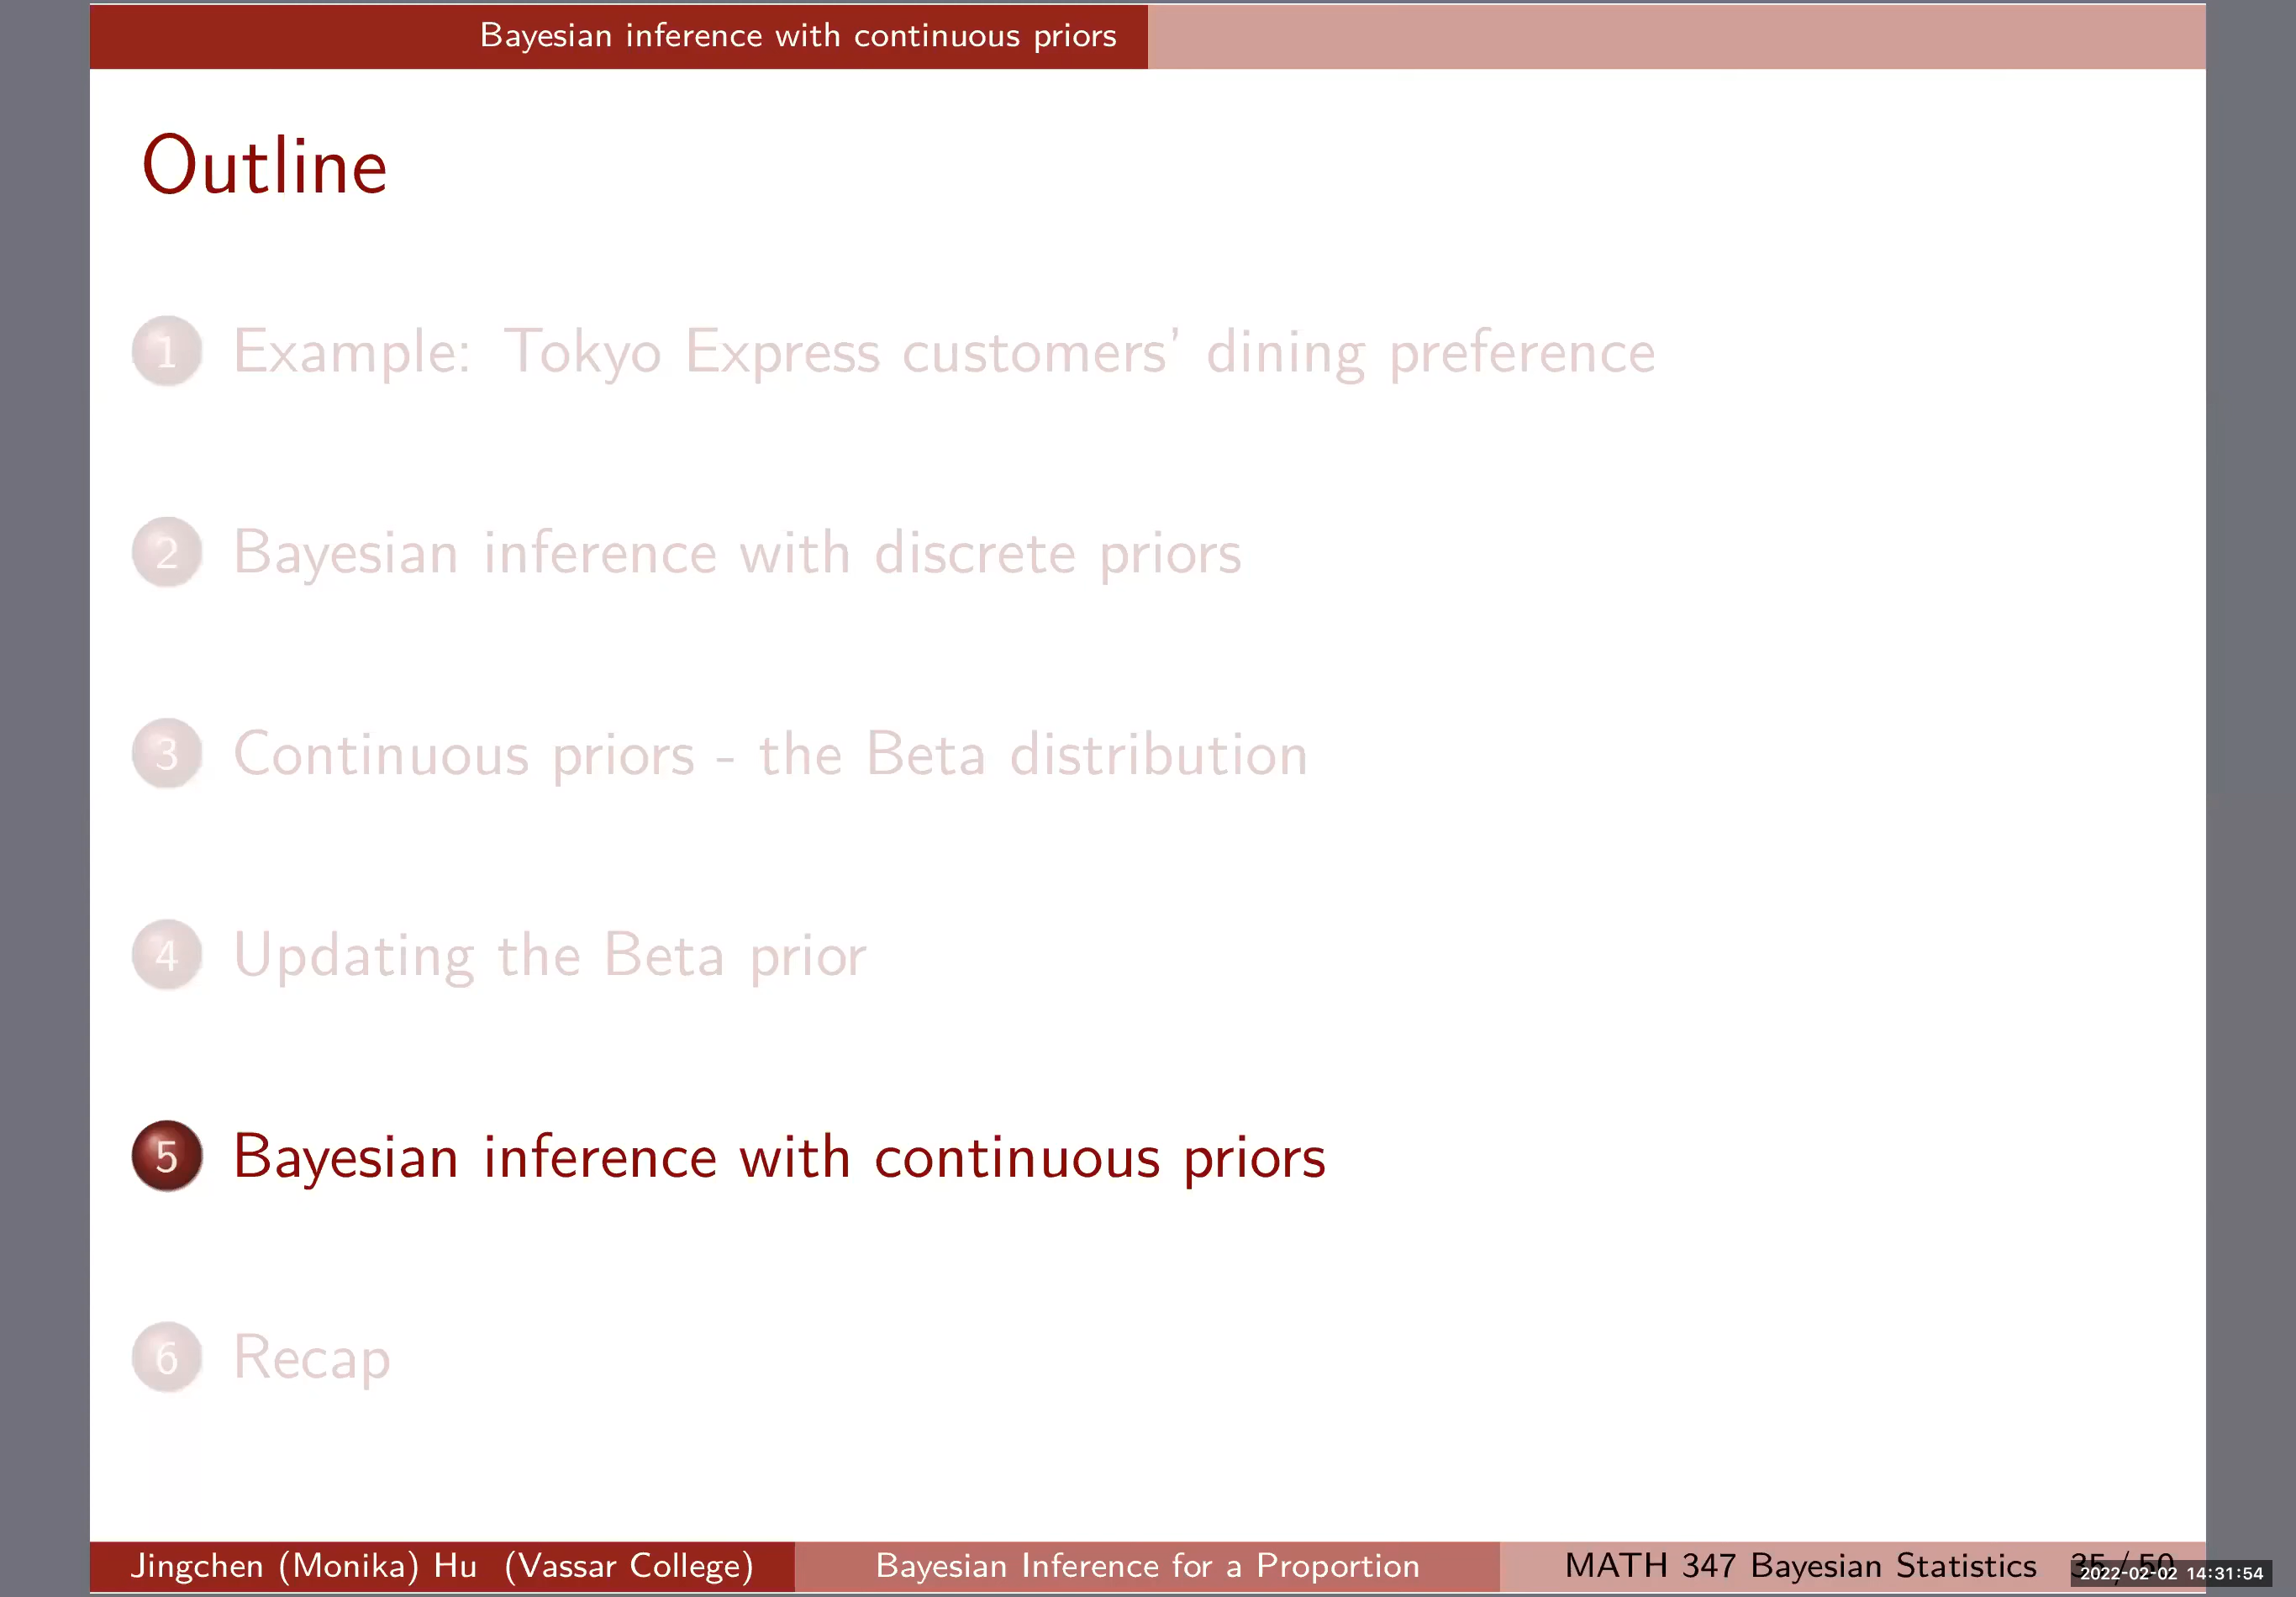 Bayesian inference with continuous priors
Outline
1 Example: Tokyo Express customers' dining preference
2 Bayesian inference with discrete priors
3 Continuous priors - the Beta distribution
4 Updating the Beta prior
5 Bayesian inference with continuous priors
6 Recap
Jingchen (Monika) Hu (Vassar College) Bayesian Inference for a Proportion MATH 347 Bayesian Statistics 35 / 50
2022-02-02 14:31:54